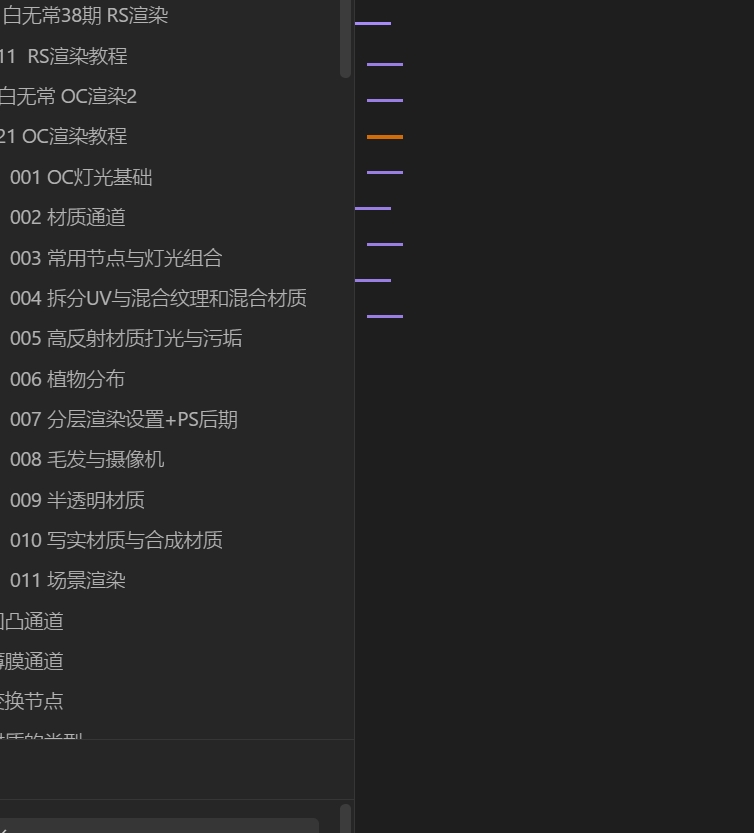 白无常38期 RS渲染
11 RS渲染教程
白无常 OC渲染2
21 OC渲染教程
001 OC灯光基础
002 材质通道
003 常用节点与灯光组合
004 拆分UV与混合纹理和混合材质
005 高反射材质打光与污垢
006 植物分布
007 分层渲染设置+PS后期
008 毛发与摄像机
009 半透明材质
010 写实材质与合成材质
011 场景渲染
凹凸通道
薄膜通道
变换节点